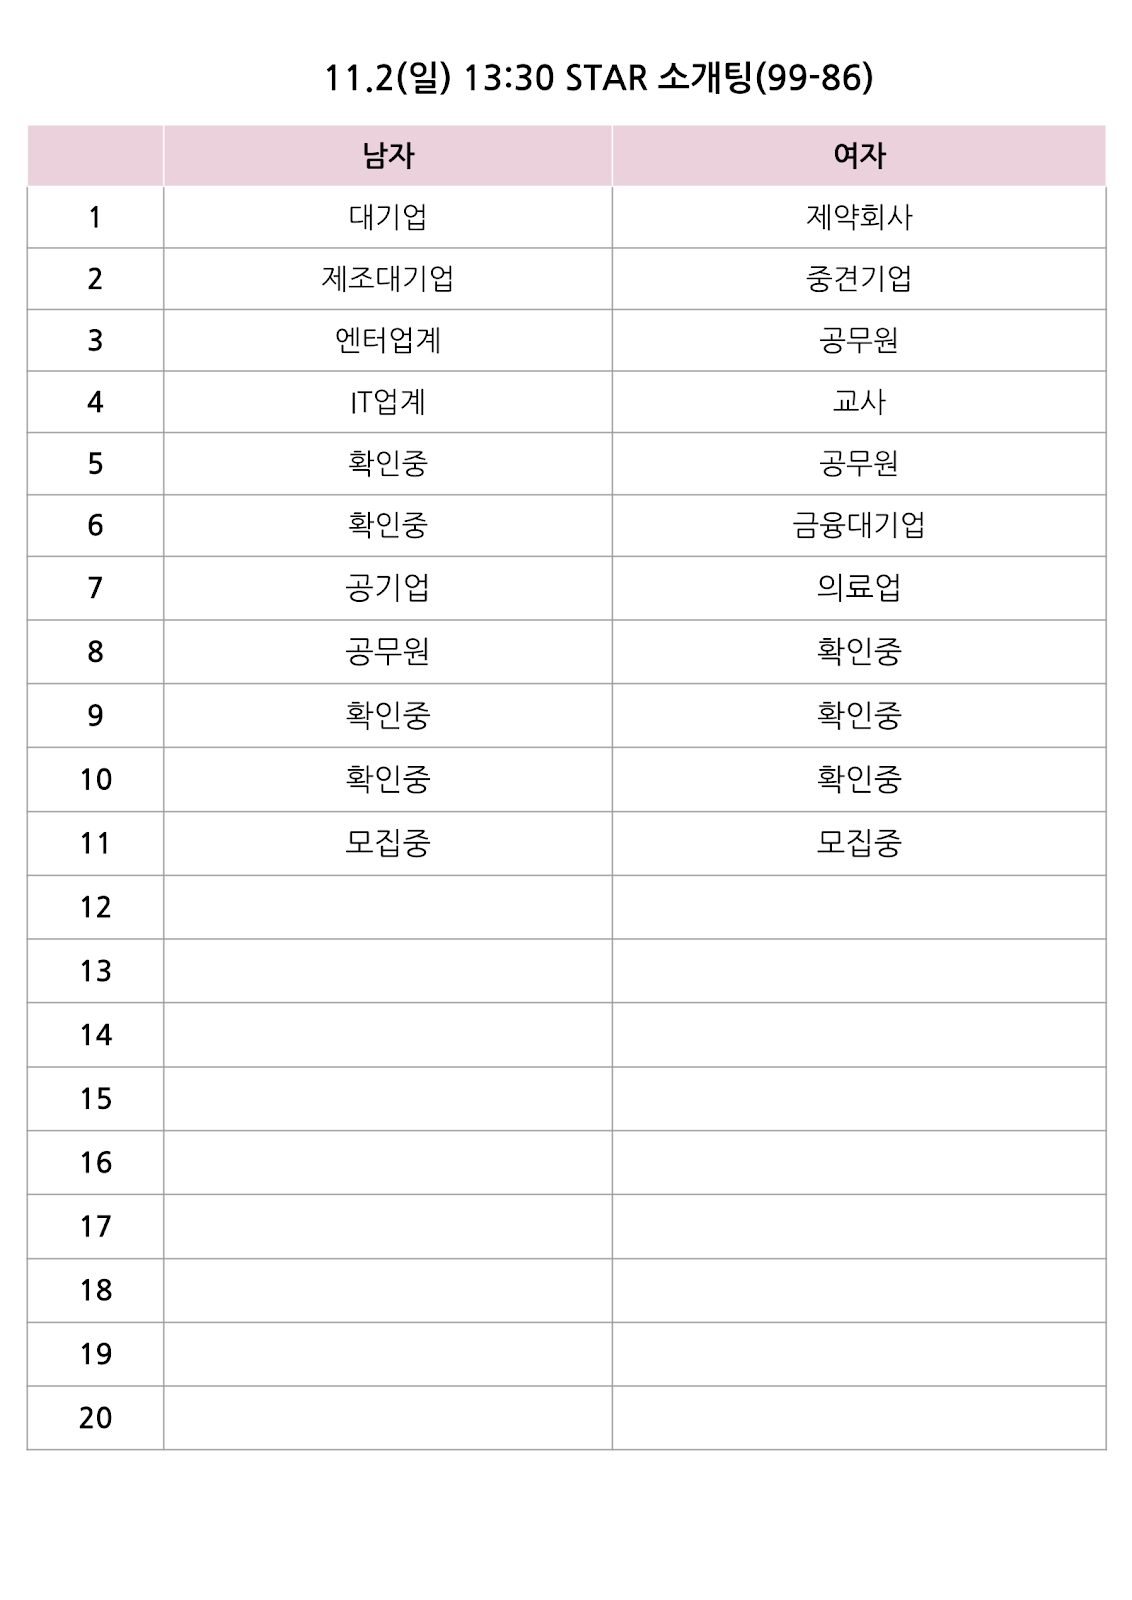 11.2(일) 13:30 STAR 소개팅(99-86)
남자 여자
1 대기업 제약회사
2 제조대기업 중견기업
3 엔터업계 공무원
4 IT업계 교사
5 확인중 공무원
6 확인중 금융대기업
7 공기업 의료업
8 공무원 확인중
9 확인중 확인중
10 확인중 확인중
11 모집중 모집중
12
13
14
15
16
17
18
19
20